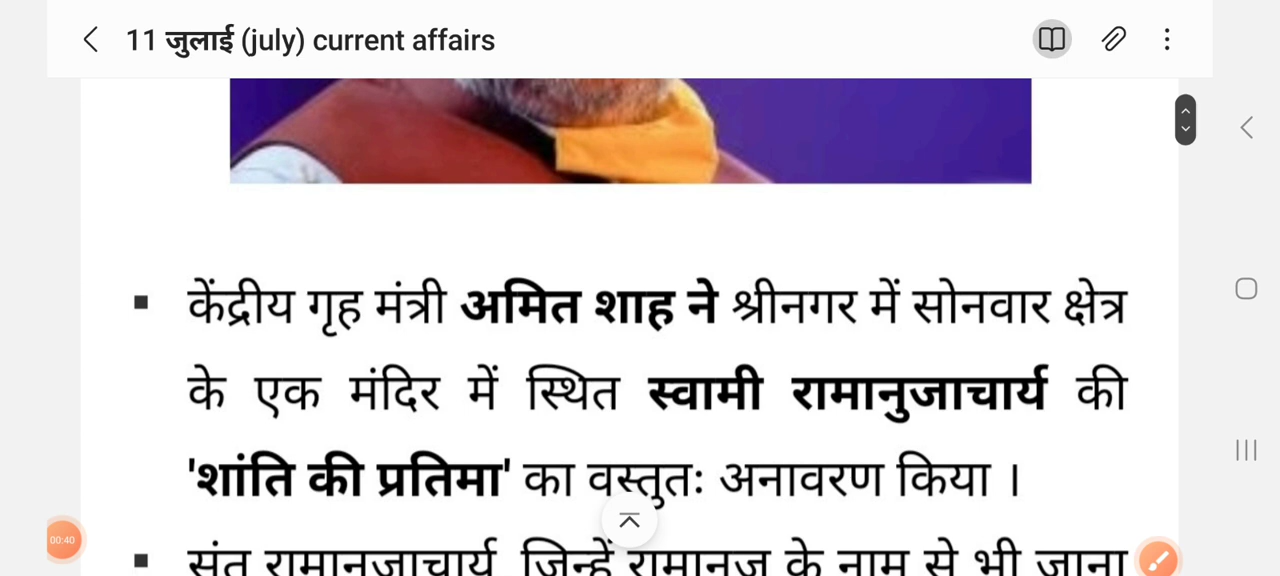 11 जुलाई (july) current affairs
केंद्रीय गृह मंत्री अमित शाह ने श्रीनगर में सोनवार क्षेत्र
के एक मंदिर में स्थित स्वामी रामानुजाचार्य की
'शांति की प्रतिमा' का वस्तुतः अनावरण किया ।
संत रामानुजाचार्य जिन्हें रामानुज के नाम से भी जाना
00:40